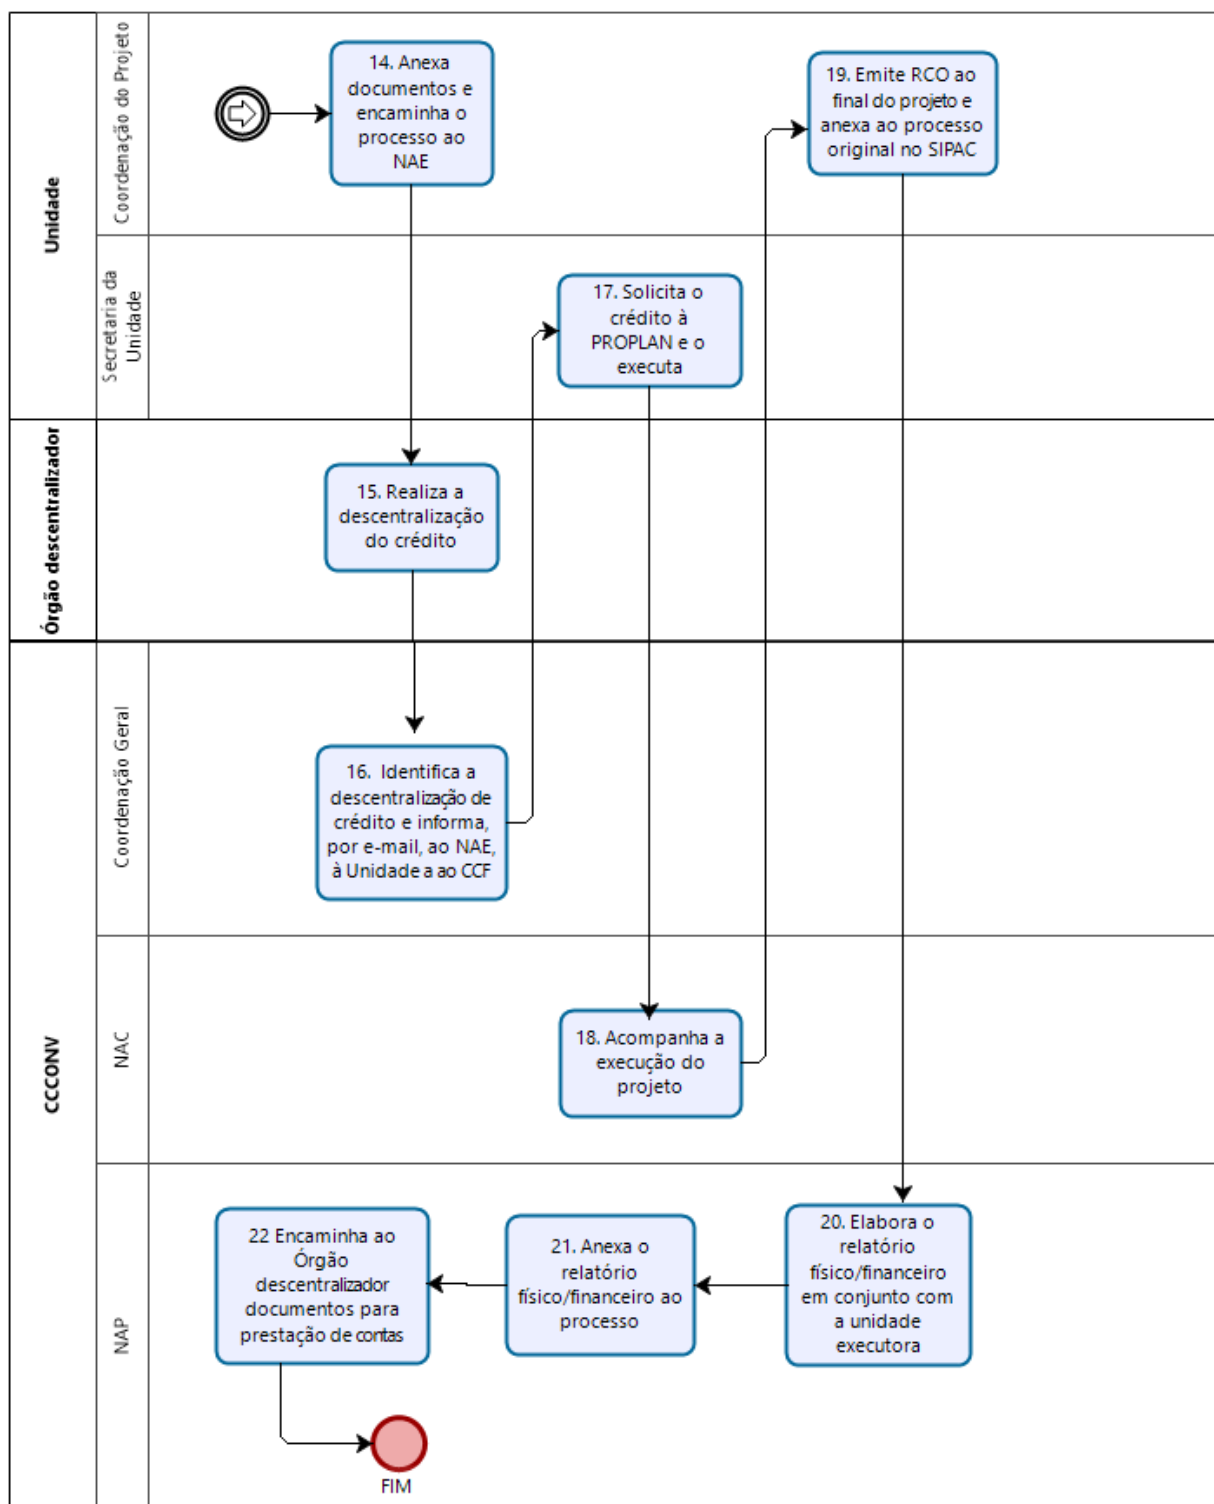 Unidade
Coordenação do Projeto
14. Anexa
documentos e
encaminha o
processo ao
NAE
19. Emite RCO ao
final do projeto e
anexa ao processo
original no SIPAC
Secretaria da
Unidade
17. Solicita o
crédito à
PROPLAN e o
executa
Órgão descentralizador
15. Realiza a
descentralização
do crédito
CCCONV
Coordenação Geral
16. Identifica a
descentralização de
crédito e informa,
por e-mail, ao NAE,
à Unidade a ao CCF
NAC
18. Acompanha a
execução do
projeto
NAP
22 Encaminha ao
Órgão
descentralizador
documentos para
prestação de contas
21. Anexa o
relatório
físico/financeiro ao
processo
20. Elabora o
relatório
físico/financeiro
em conjunto com
a unidade
executora
FIM